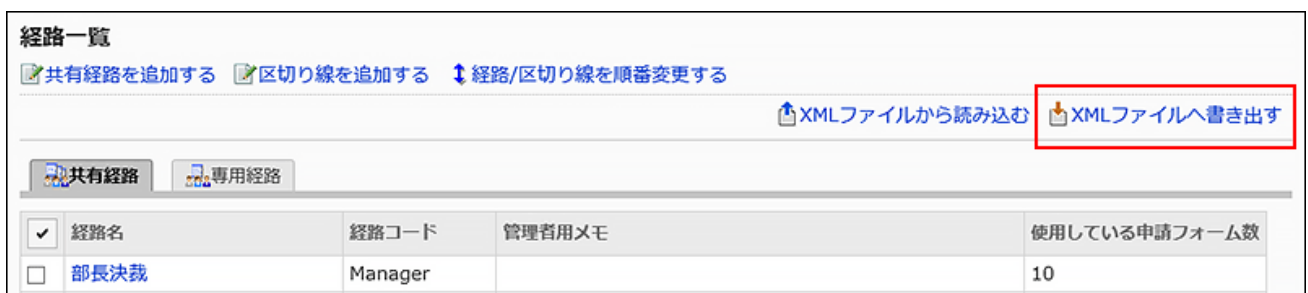 経路一覧
共有経路を追加する 区切り線を追加する 経路/区切り線を順番変更する
XMLファイルから読み込む XMLファイルへ書き出す
共有経路 専用経路
経路名 経路コード 管理者用メモ 使用している申請フォーム数
部長決裁 Manager 10